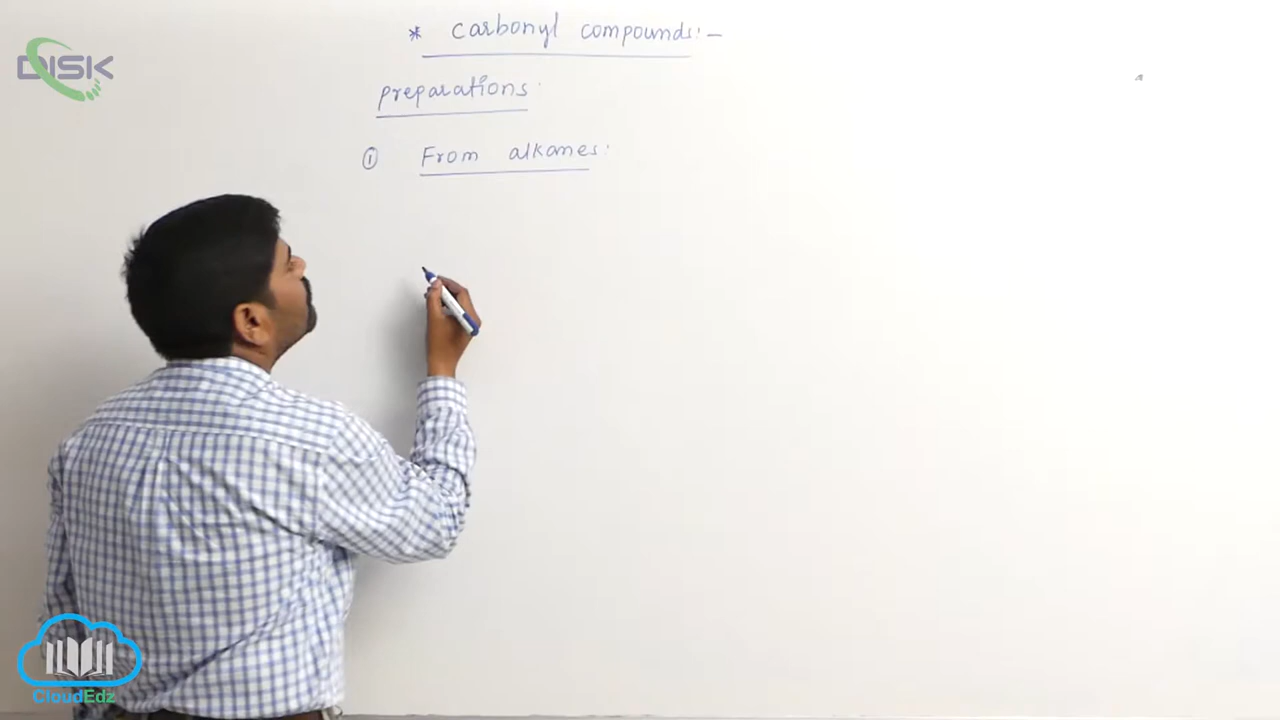 * Carbonyl compounds:-
preparations:
① From alkanes:
DISK
CloudEdz